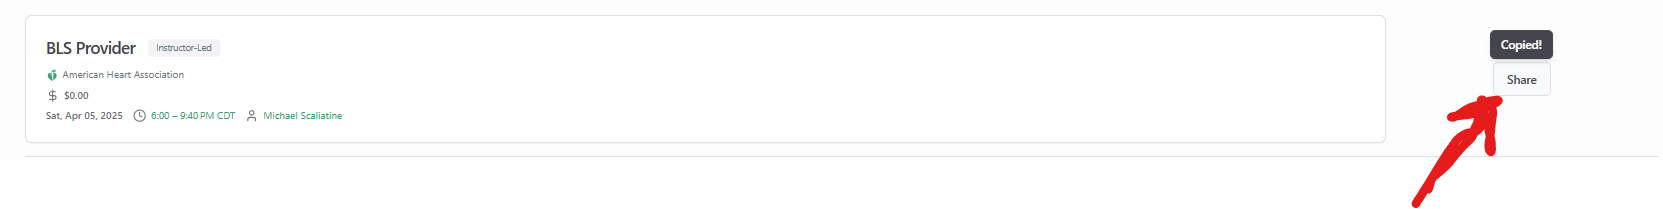 BLS Provider Instructor-Led
American Heart Association
$0.00
Sat, Apr 05, 2025 6:00 – 9:40 PM CDT Michael Scaliatine
Copied!
Share